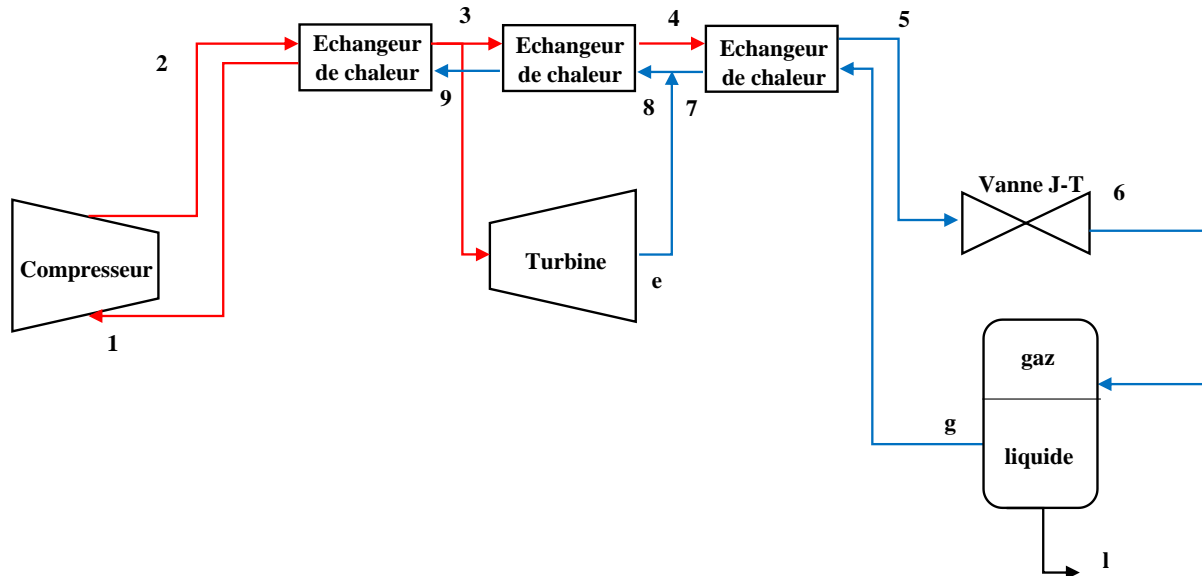 3
4
5
2
Echangeur
de chaleur
Echangeur
de chaleur
Echangeur
de chaleur
9
8
7
Vanne J-T
6
Compresseur
Turbine
e
1
gaz
g
liquide
l